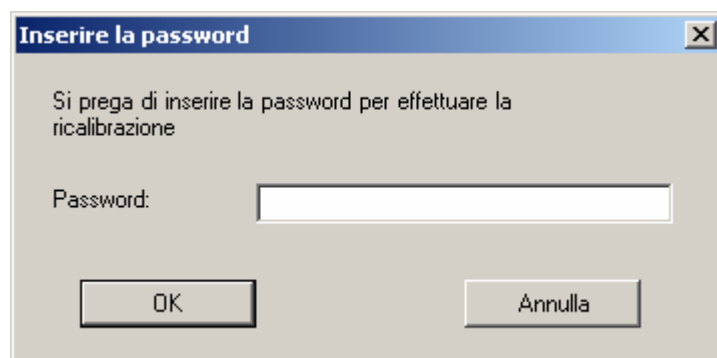 Inserire la password
Si prega di inserire la password per effettuare la
ricalibrazione
Password:
OK
Annulla